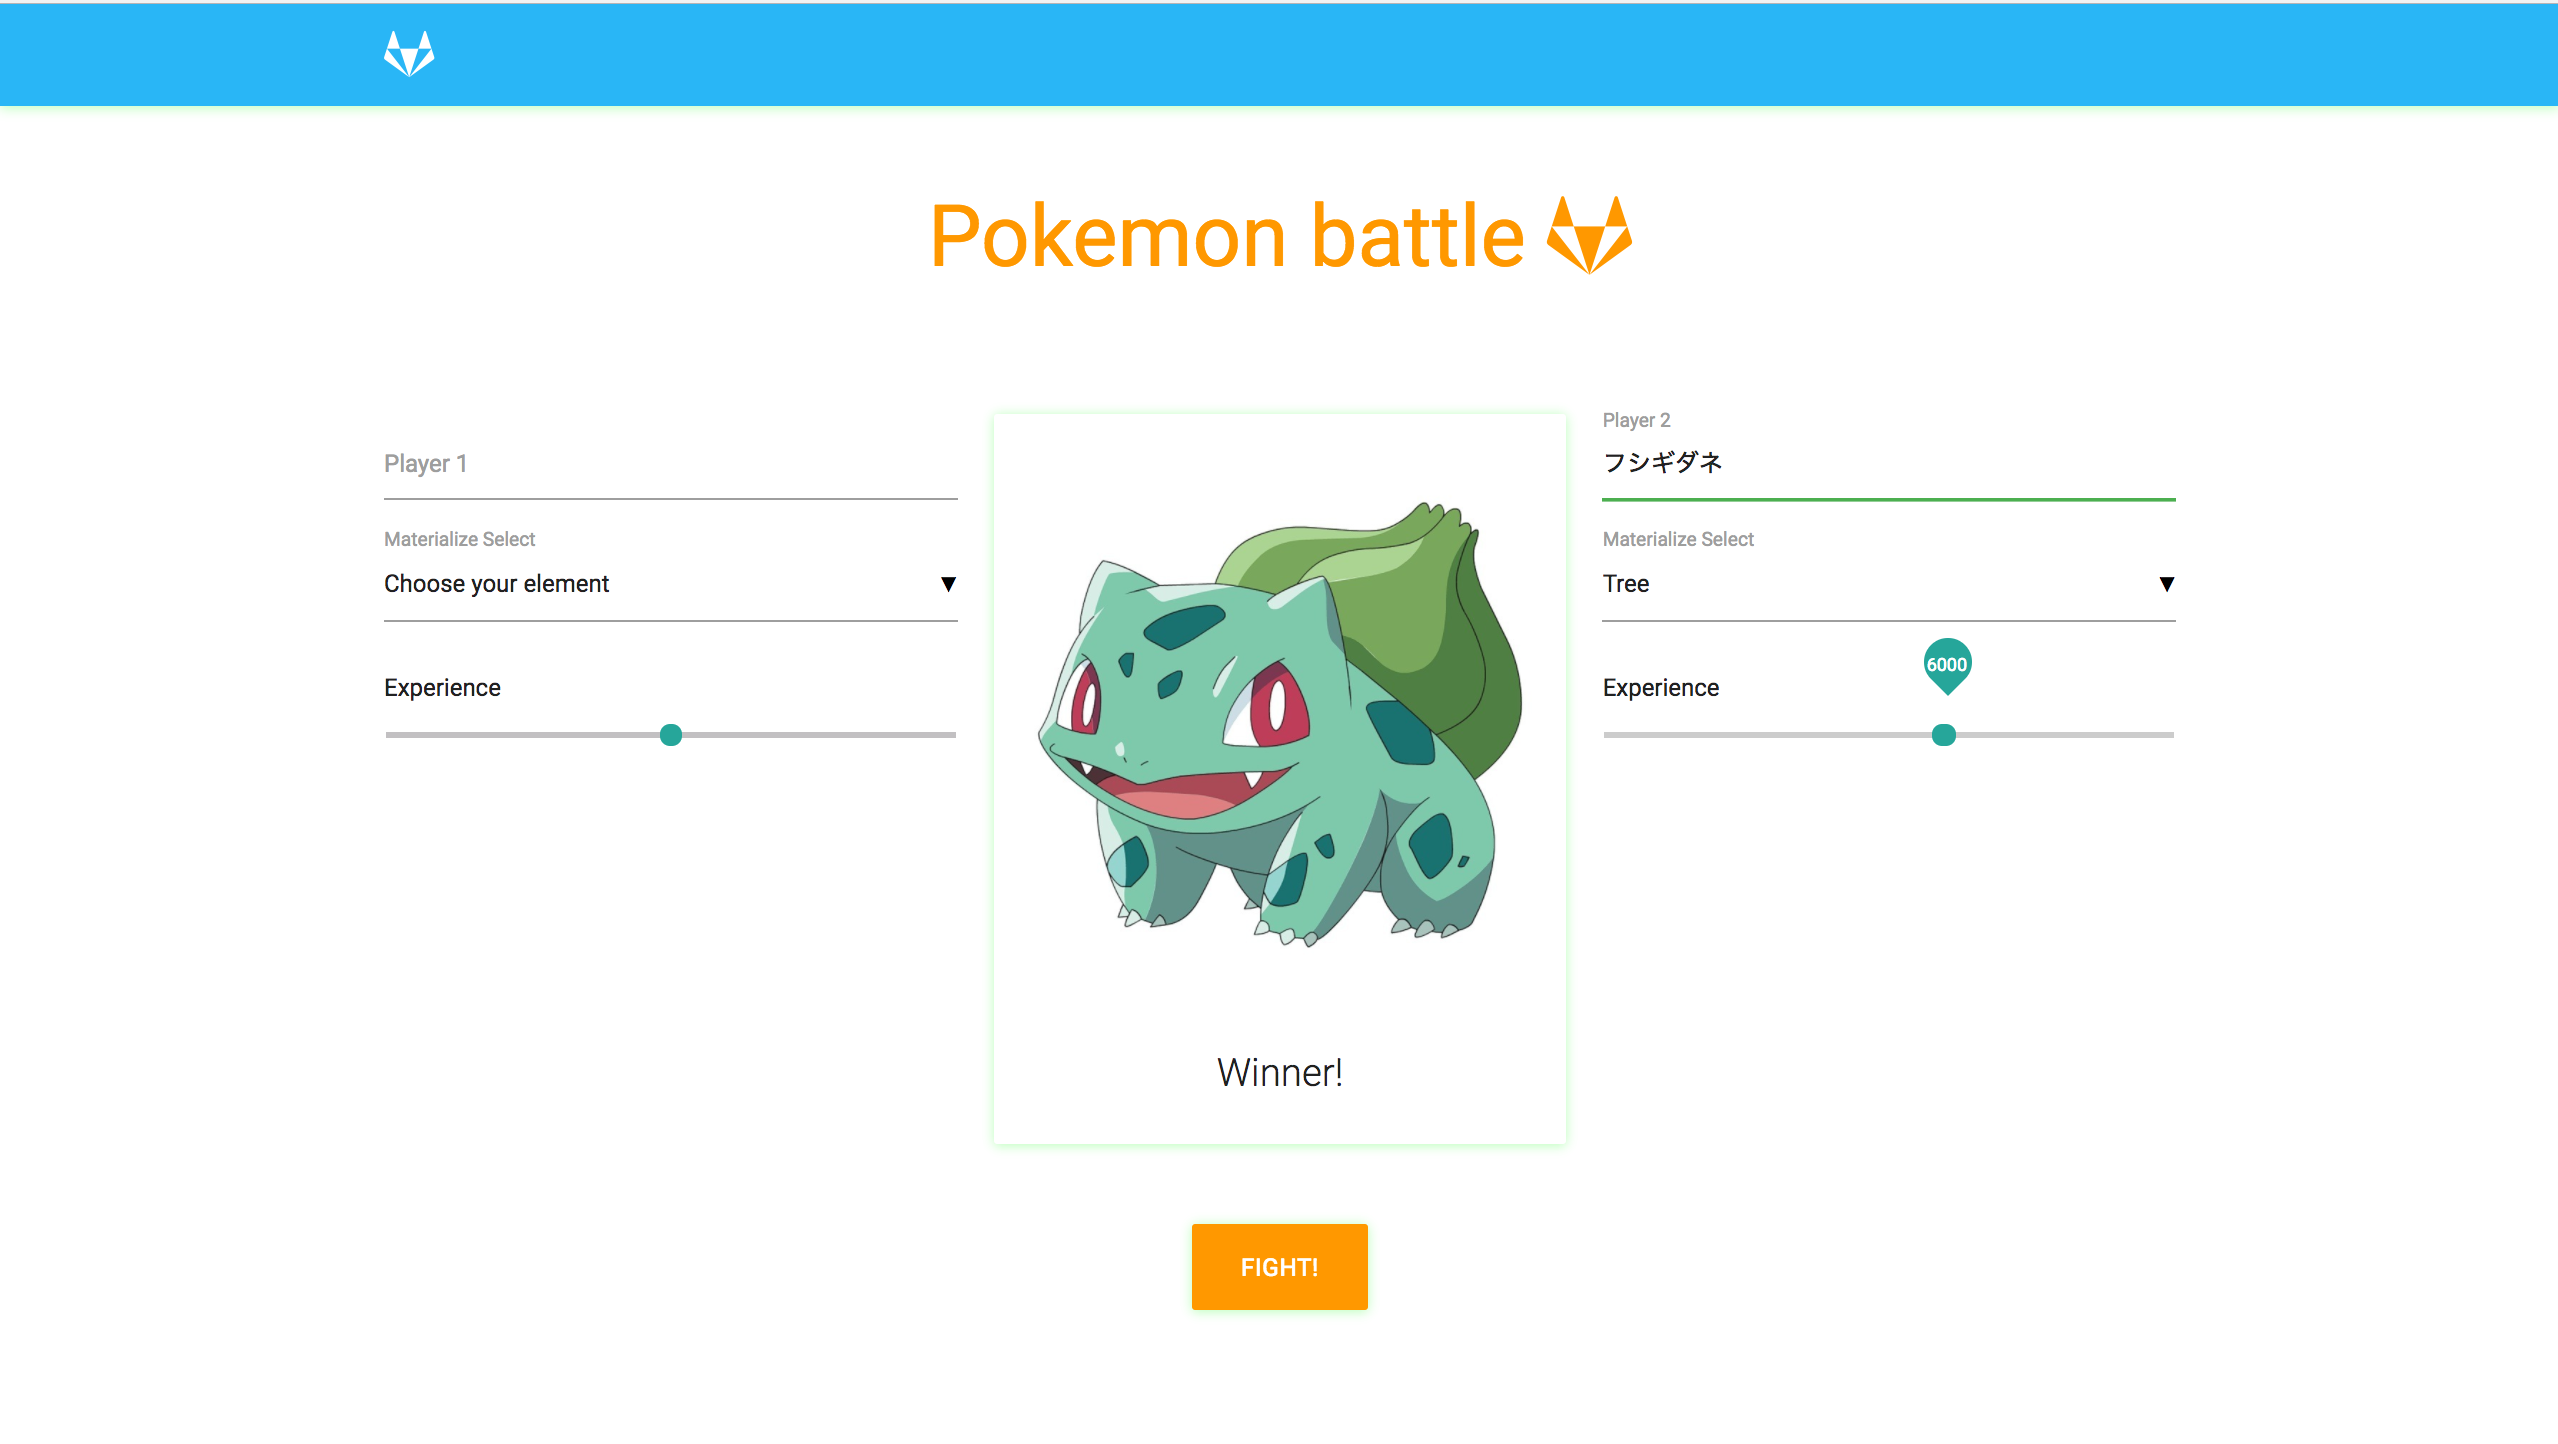 Pokemon battle
Player 1
Materialize Select
Choose your element
Experience
Winner!
Player 2
フシギダネ
Materialize Select
Tree
6000
Experience
FIGHT!